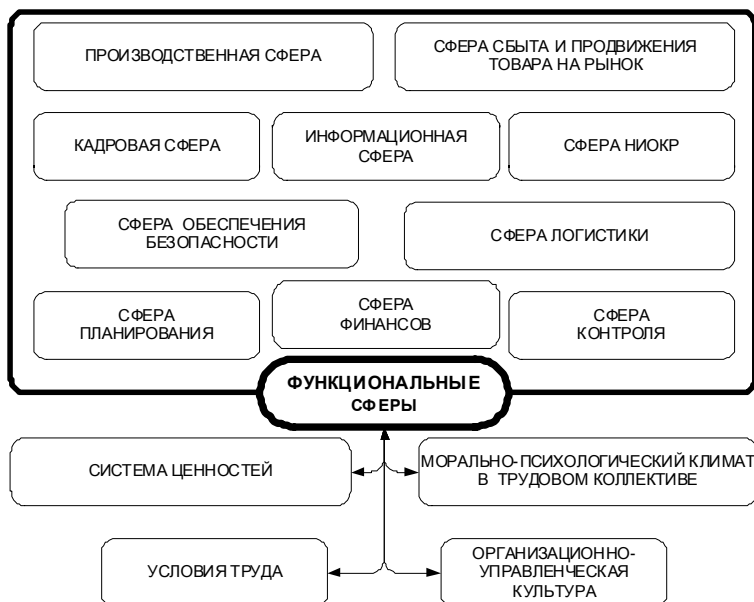 ПРОИЗВОДСТВЕННАЯ СФЕРА
СФЕРА СБЫТА И ПРОДВИЖЕНИЯ
ТОВАРА НА РЫНОК
КАДРОВАЯ СФЕРА
ИНФОРМАЦИОННАЯ
СФЕРА
СФЕРА НИОКР
СФЕРА ОБЕСПЕЧЕНИЯ
БЕЗОПАСНОСТИ
СФЕРА ЛОГИСТИКИ
СФЕРА
ПЛАНИРОВАНИЯ
СФЕРА
ФИНАНСОВ
СФЕРА
КОНТРОЛЯ
ФУНКЦИОНАЛЬНЫЕ
СФЕРЫ
СИСТЕМА ЦЕННОСТЕЙ
МОРАЛЬНО-ПСИХОЛОГИЧЕСКИЙ КЛИМАТ
В ТРУДОВОМ КОЛЛЕКТИВЕ
УСЛОВИЯ ТРУДА
ОРГАНИЗАЦИОННО-
УПРАВЛЕНЧЕСКАЯ
КУЛЬТУРА